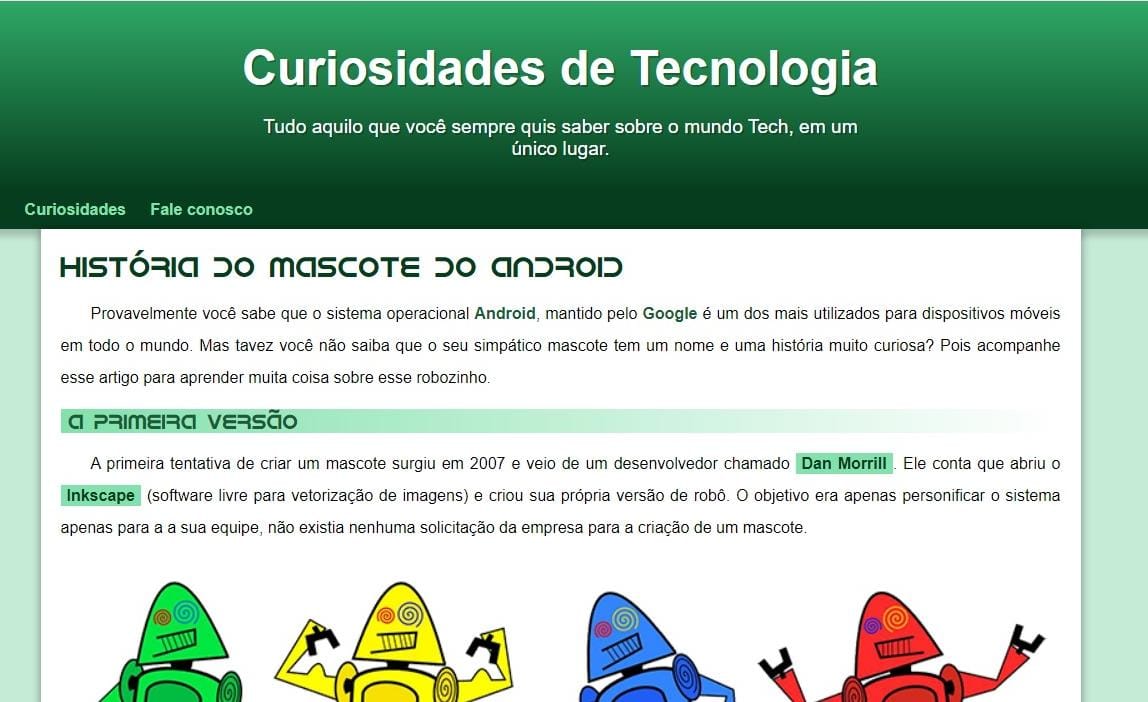 Curiosidades de Tecnologia
Tudo aquilo que você sempre quis saber sobre o mundo Tech, em um
único lugar.
Curiosidades Fale conosco
História do mascote do Android
Provavelmente você sabe que o sistema operacional Android, mantido pelo Google é um dos mais utilizados para dispositivos móveis
em todo o mundo. Mas tavez você não saiba que o seu simpático mascote tem um nome e uma história muito curiosa? Pois acompanhe
esse artigo para aprender muita coisa sobre esse robozinho.
A primeira versão
A primeira tentativa de criar um mascote surgiu em 2007 e veio de um desenvolvedor chamado Dan Morrill. Ele conta que abriu o
Inkscape (software livre para vetorização de imagens) e criou sua própria versão de robô. O objetivo era apenas personificar o sistema
apenas para a a sua equipe, não existia nenhuma solicitação da empresa para a criação de um mascote.